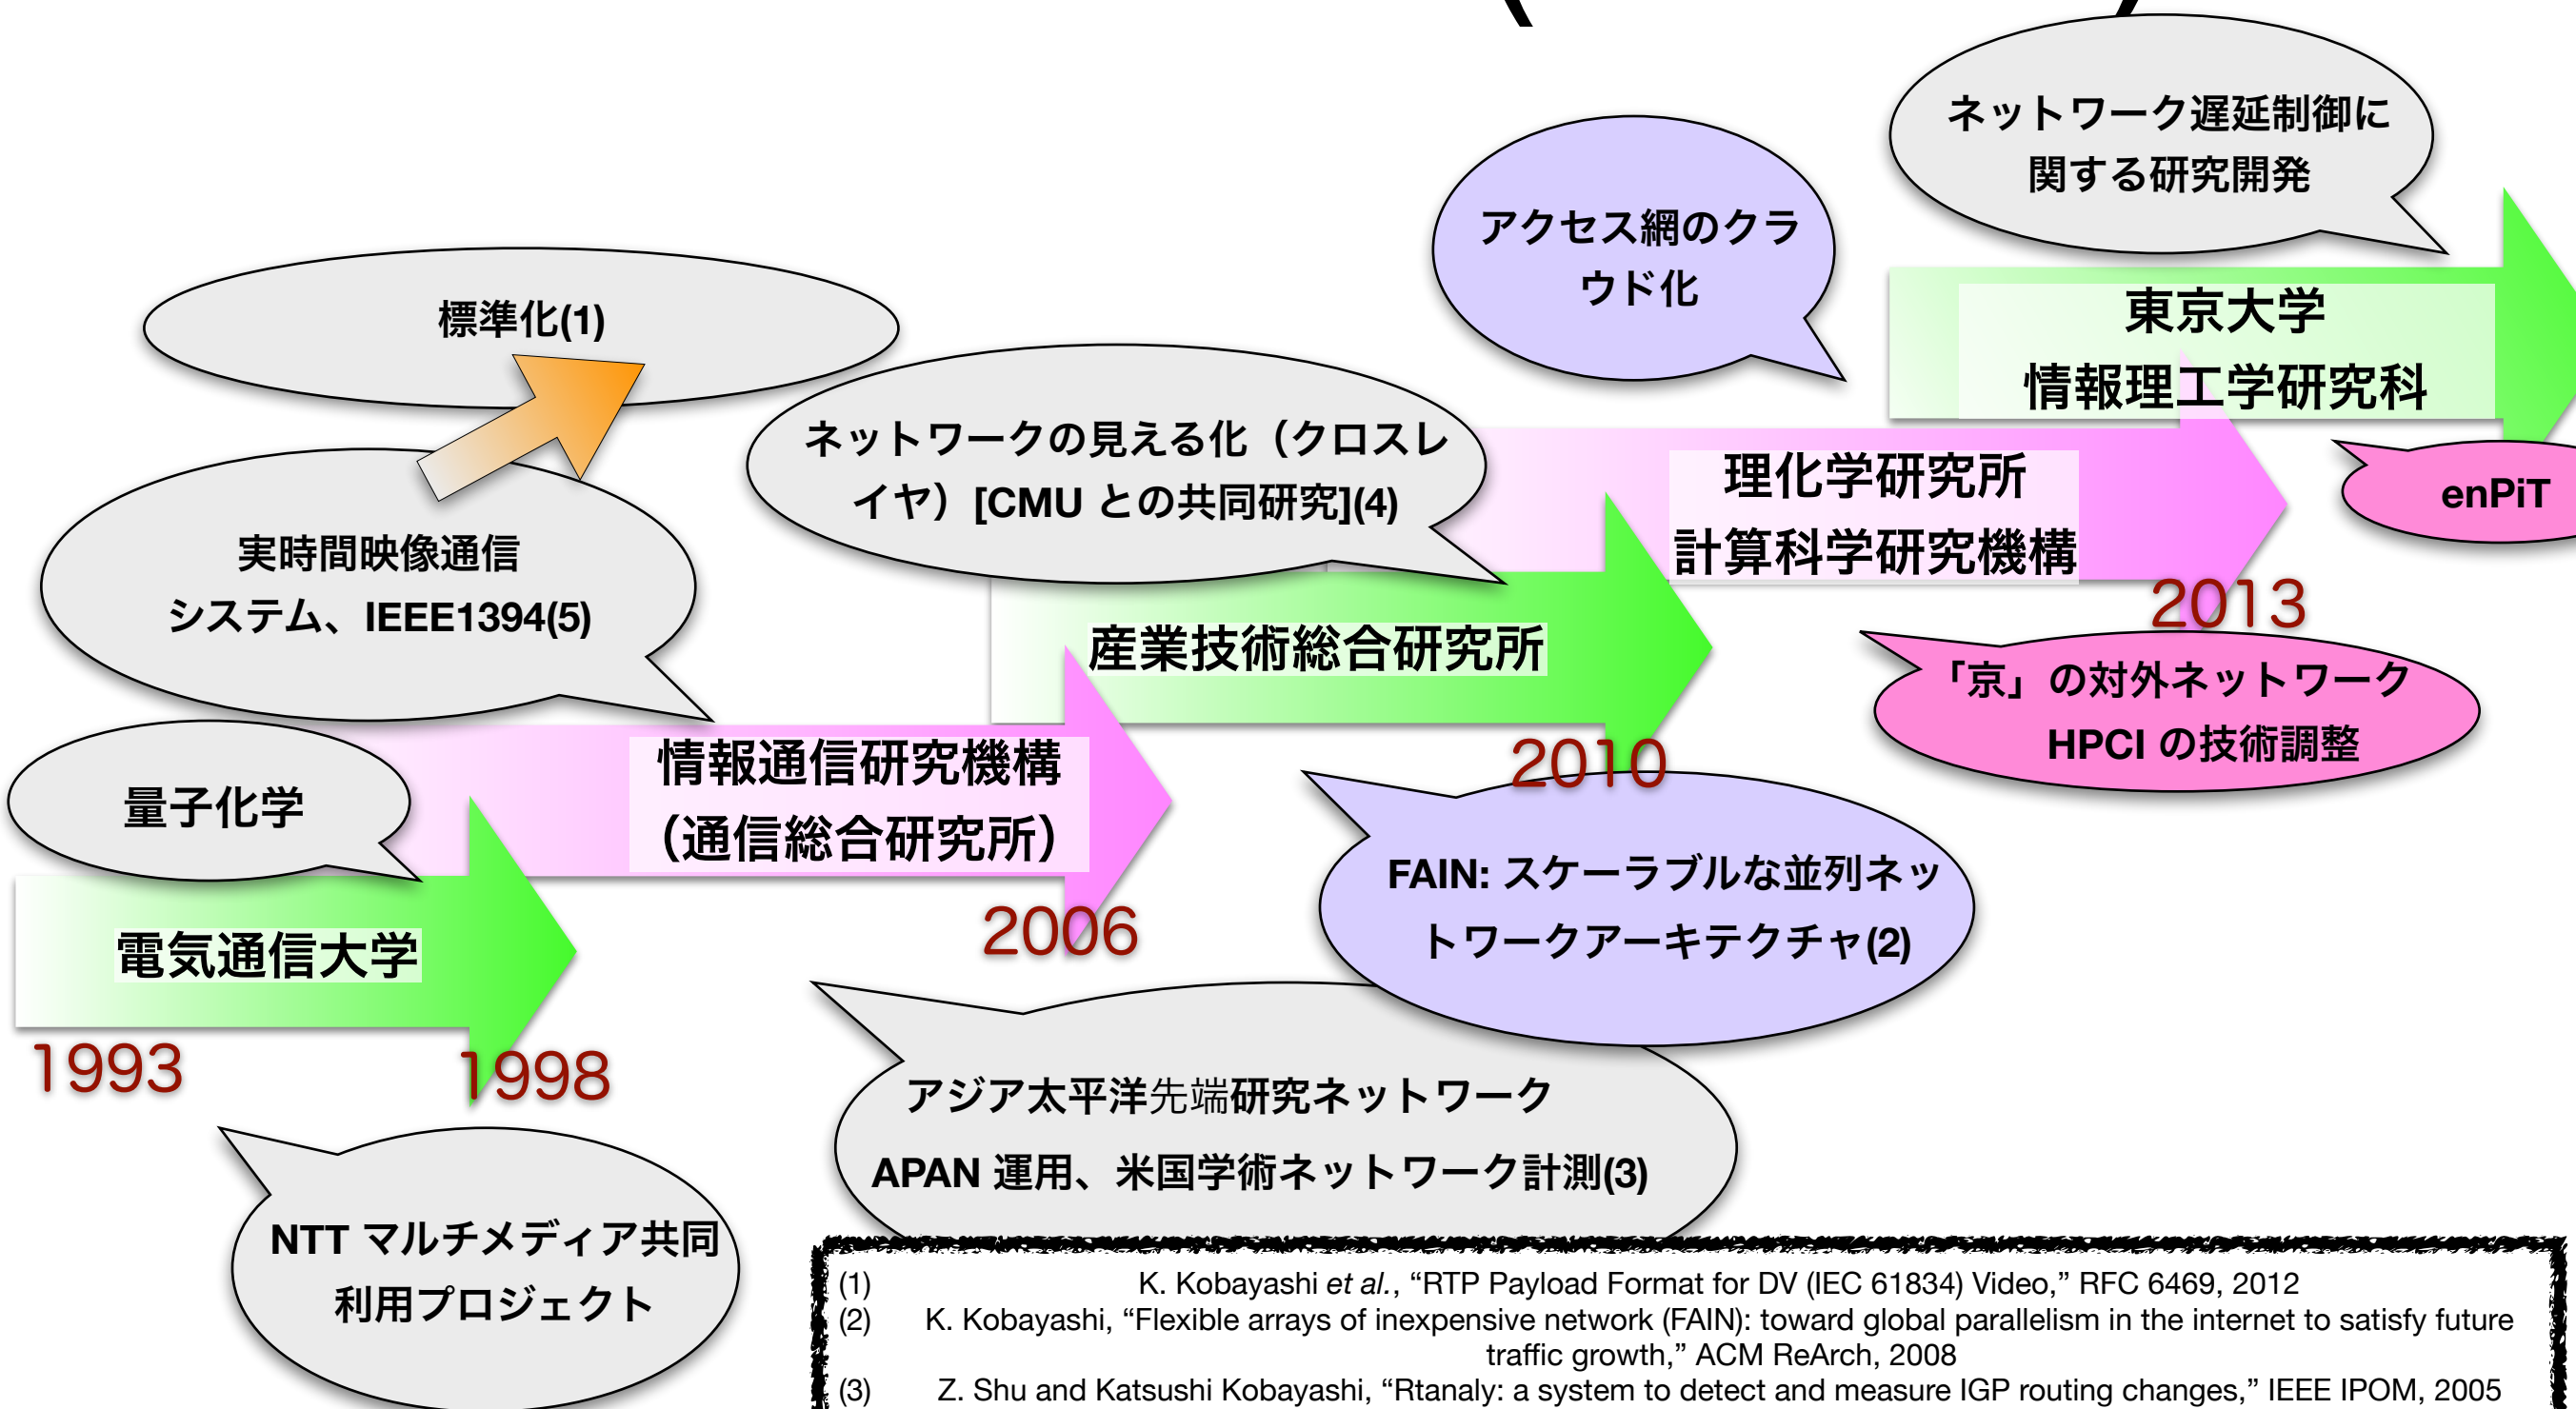 ネットワーク遅延制御に
関する研究開発
アクセス網のクラ
ウド化
標準化(1)
東京大学
情報理工学研究科
ネットワークの見える化（クロスレ
イヤ）[CMU との共同研究](4)
理化学研究所
計算科学研究機構
enPiT
実時間映像通信
システム、IEEE1394(5)
2013
産業技術総合研究所
「京」の対外ネットワーク
HPCI の技術調整
情報通信研究機構
（通信総合研究所）
2010
量子化学
FAIN: スケーラブルな並列ネッ
トワークアーキテクチャ(2)
2006
電気通信大学
1993
1998
アジア太平洋先端研究ネットワーク
APAN 運用、米国学術ネットワーク計測(3)
NTT マルチメディア共同
利用プロジェクト
(1) K. Kobayashi et al., “RTP Payload Format for DV (IEC 61834) Video,” RFC 6469, 2012
(2) K. Kobayashi, “Flexible arrays of inexpensive network (FAIN): toward global parallelism in the internet to satisfy future
traffic growth,” ACM ReArch, 2008
(3) Z. Shu and Katsushi Kobayashi, “Rtanaly: a system to detect and measure IGP routing changes,” IEEE IPOM, 2005